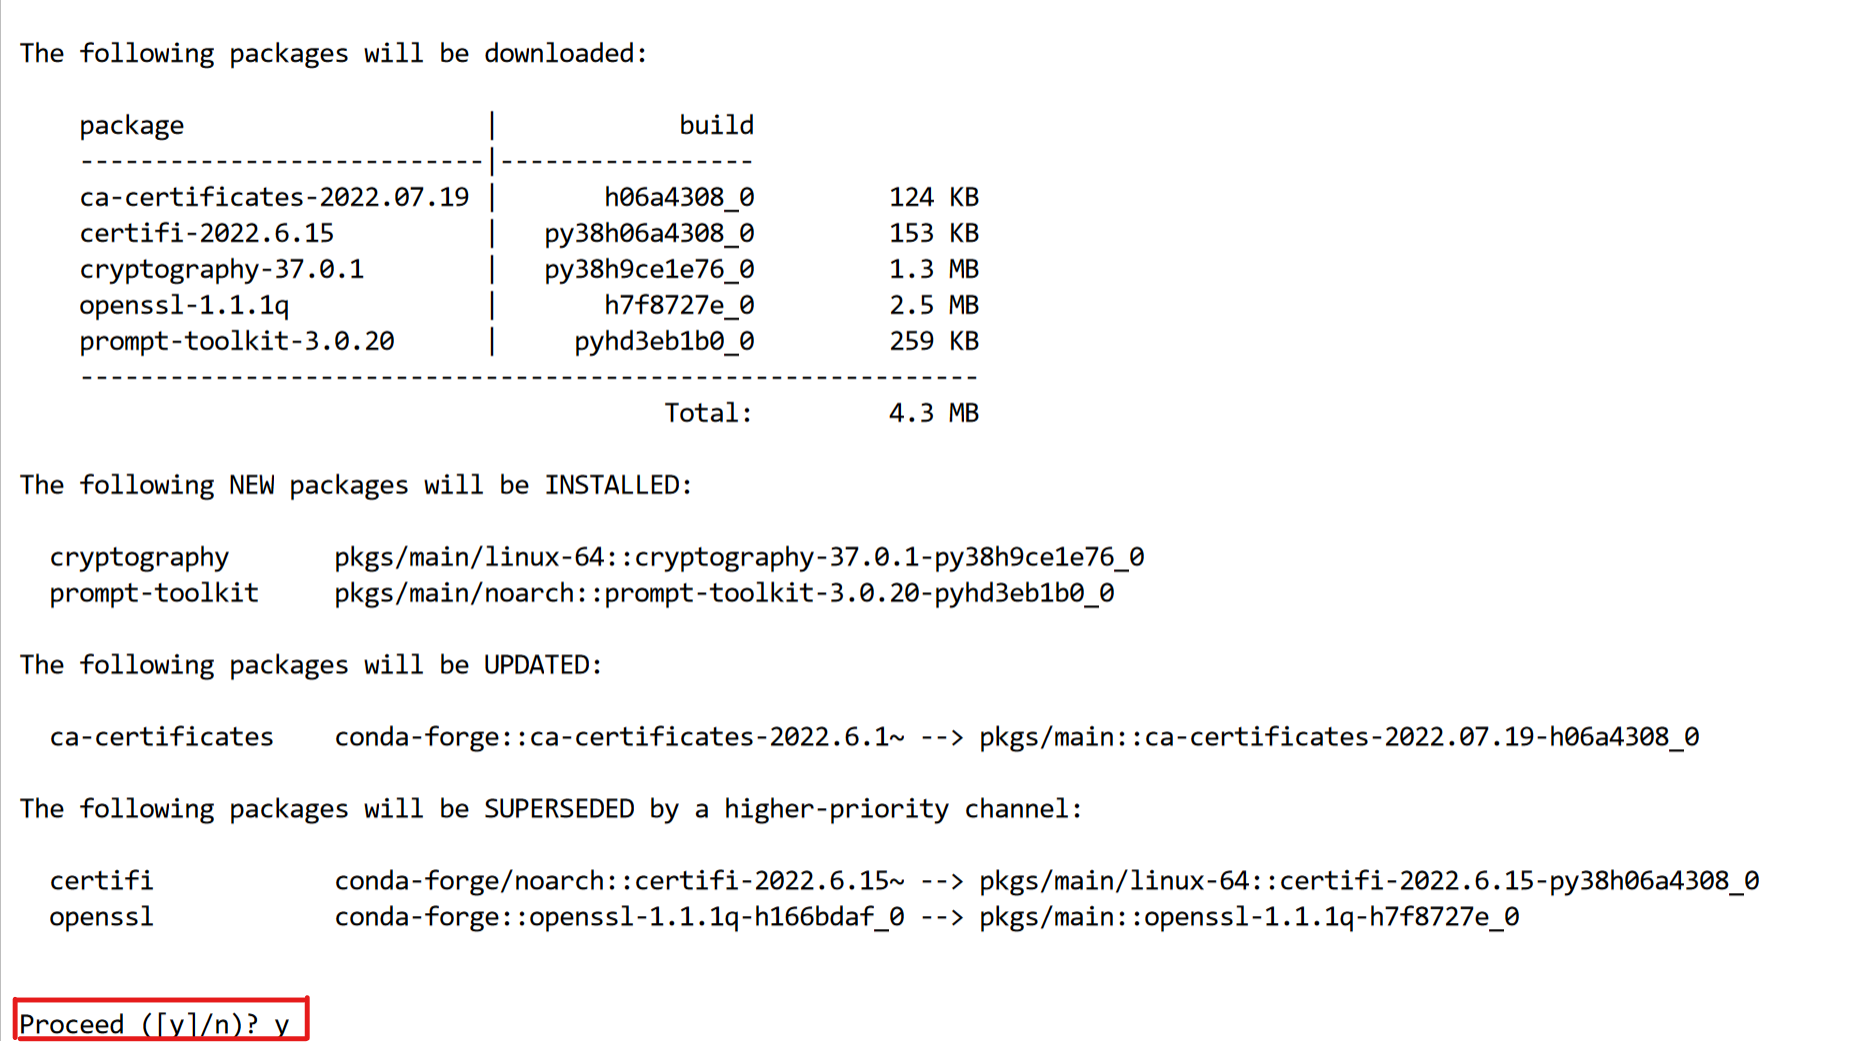 The following packages will be downloaded:
package | build
---------------------------|-----------------
ca-certificates-2022.07.19 | h06a4308_0 124 KB
certifi-2022.6.15 | py38h06a4308_0 153 KB
cryptography-37.0.1 | py38h9ce1e76_0 1.3 MB
openssl-1.1.1q | h7f8727e_0 2.5 MB
prompt-toolkit-3.0.20 | pyhd3eb1b0_0 259 KB
------------------------------------------------------------
Total: 4.3 MB
The following NEW packages will be INSTALLED:
cryptography pkgs/main/linux-64::cryptography-37.0.1-py38h9ce1e76_0
prompt-toolkit pkgs/main/noarch::prompt-toolkit-3.0.20-pyhd3eb1b0_0
The following packages will be UPDATED:
ca-certificates conda-forge::ca-certificates-2022.6.1~ --> pkgs/main::ca-certificates-2022.07.19-h06a4308_0
The following packages will be SUPERSEDED by a higher-priority channel:
certifi conda-forge/noarch::certifi-2022.6.15~ --> pkgs/main/linux-64::certifi-2022.6.15-py38h06a4308_0
openssl conda-forge::openssl-1.1.1q-h166bdaf_0 --> pkgs/main::openssl-1.1.1q-h7f8727e_0
Proceed ([y]/n)? y